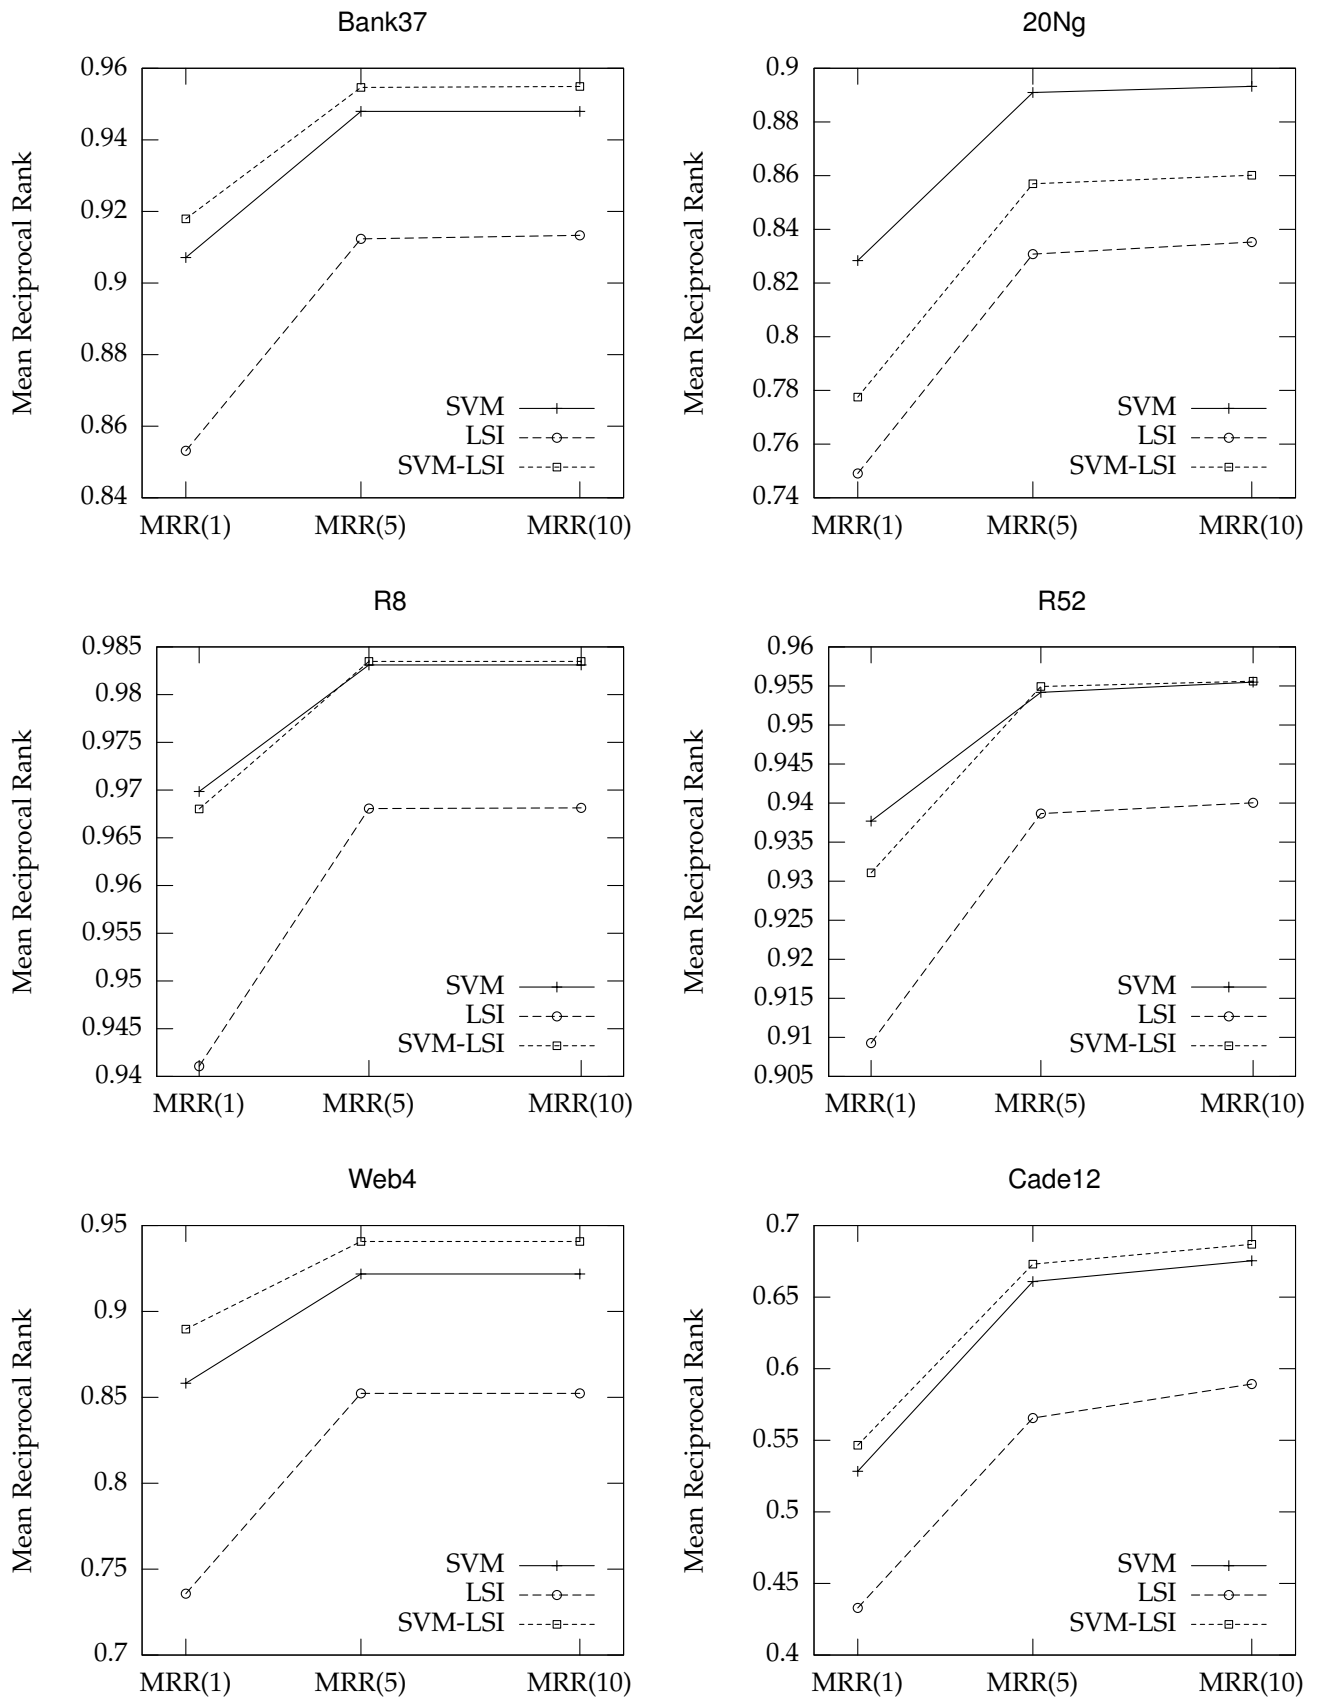 Bank37
Mean Reciprocal Rank
0.96
0.94
0.92
0.9
0.88
0.86
0.84
MRR(1) MRR(5) MRR(10)
SVM
LSI
SVM-LSI
20Ng
Mean Reciprocal Rank
0.9
0.88
0.86
0.84
0.82
0.8
0.78
0.76
0.74
MRR(1) MRR(5) MRR(10)
SVM
LSI
SVM-LSI
R8
Mean Reciprocal Rank
0.985
0.98
0.975
0.97
0.965
0.96
0.955
0.95
0.945
0.94
MRR(1) MRR(5) MRR(10)
SVM
LSI
SVM-LSI
R52
Mean Reciprocal Rank
0.96
0.955
0.95
0.945
0.94
0.935
0.93
0.925
0.92
0.915
0.91
0.905
MRR(1) MRR(5) MRR(10)
SVM
LSI
SVM-LSI
Web4
Mean Reciprocal Rank
0.95
0.9
0.85
0.8
0.75
0.7
MRR(1) MRR(5) MRR(10)
SVM
LSI
SVM-LSI
Cade12
Mean Reciprocal Rank
0.7
0.65
0.6
0.55
0.5
0.45
0.4
MRR(1) MRR(5) MRR(10)
SVM
LSI
SVM-LSI